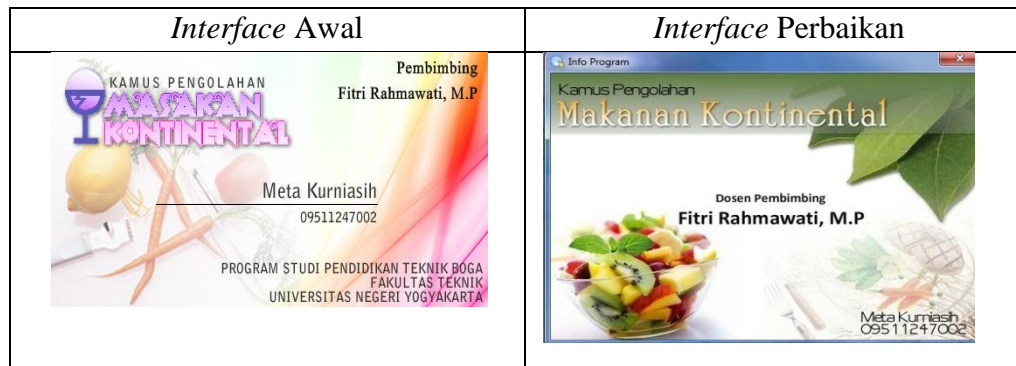 Interface Awal
Interface Perbaikan
KAMUS PENGOLAHAN
MASAKAN
KONTINENTAL
Pembimbing
Fitri Rahmawati, M.P
Meta Kurniasih
09511247002
PROGRAM STUDI PENDIDIKAN TEKNIK BOGA
FAKULTAS TEKNIK
UNIVERSITAS NEGERI YOGYAKARTA
Info Program
Kamus Pengolahan
Makanan Kontinental
Dosen Pembimbing
Fitri Rahmawati, M.P
Meta Kurniasih
09511247002